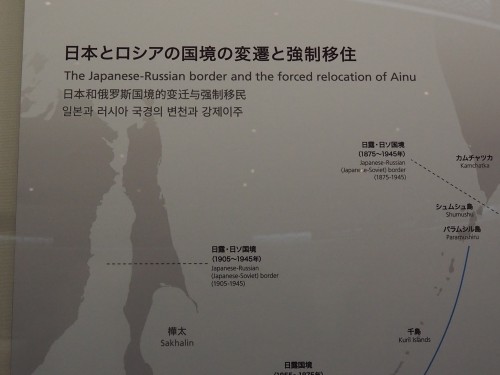 日本とロシアの国境の変遷と強制移住
The Japanese-Russian border and the forced relocation of Ainu
日本和俄罗斯国境的变迁与强制移民
일본과 러시아 국경의 변천과 강제이주
日露・日ソ国境
(1875〜1945年)
Japanese-Russian
(Japanese-Soviet) border
(1875-1945)
カムチャツカ
Kamchatka
シュムシュ島
Shumushu
パラムシル島
Paramushiru
日露・日ソ国境
(1905〜1945年)
Japanese-Russian
(Japanese-Soviet) border
(1905-1945)
樺太
Sakhalin
千島
Kuril Islands
日露国境